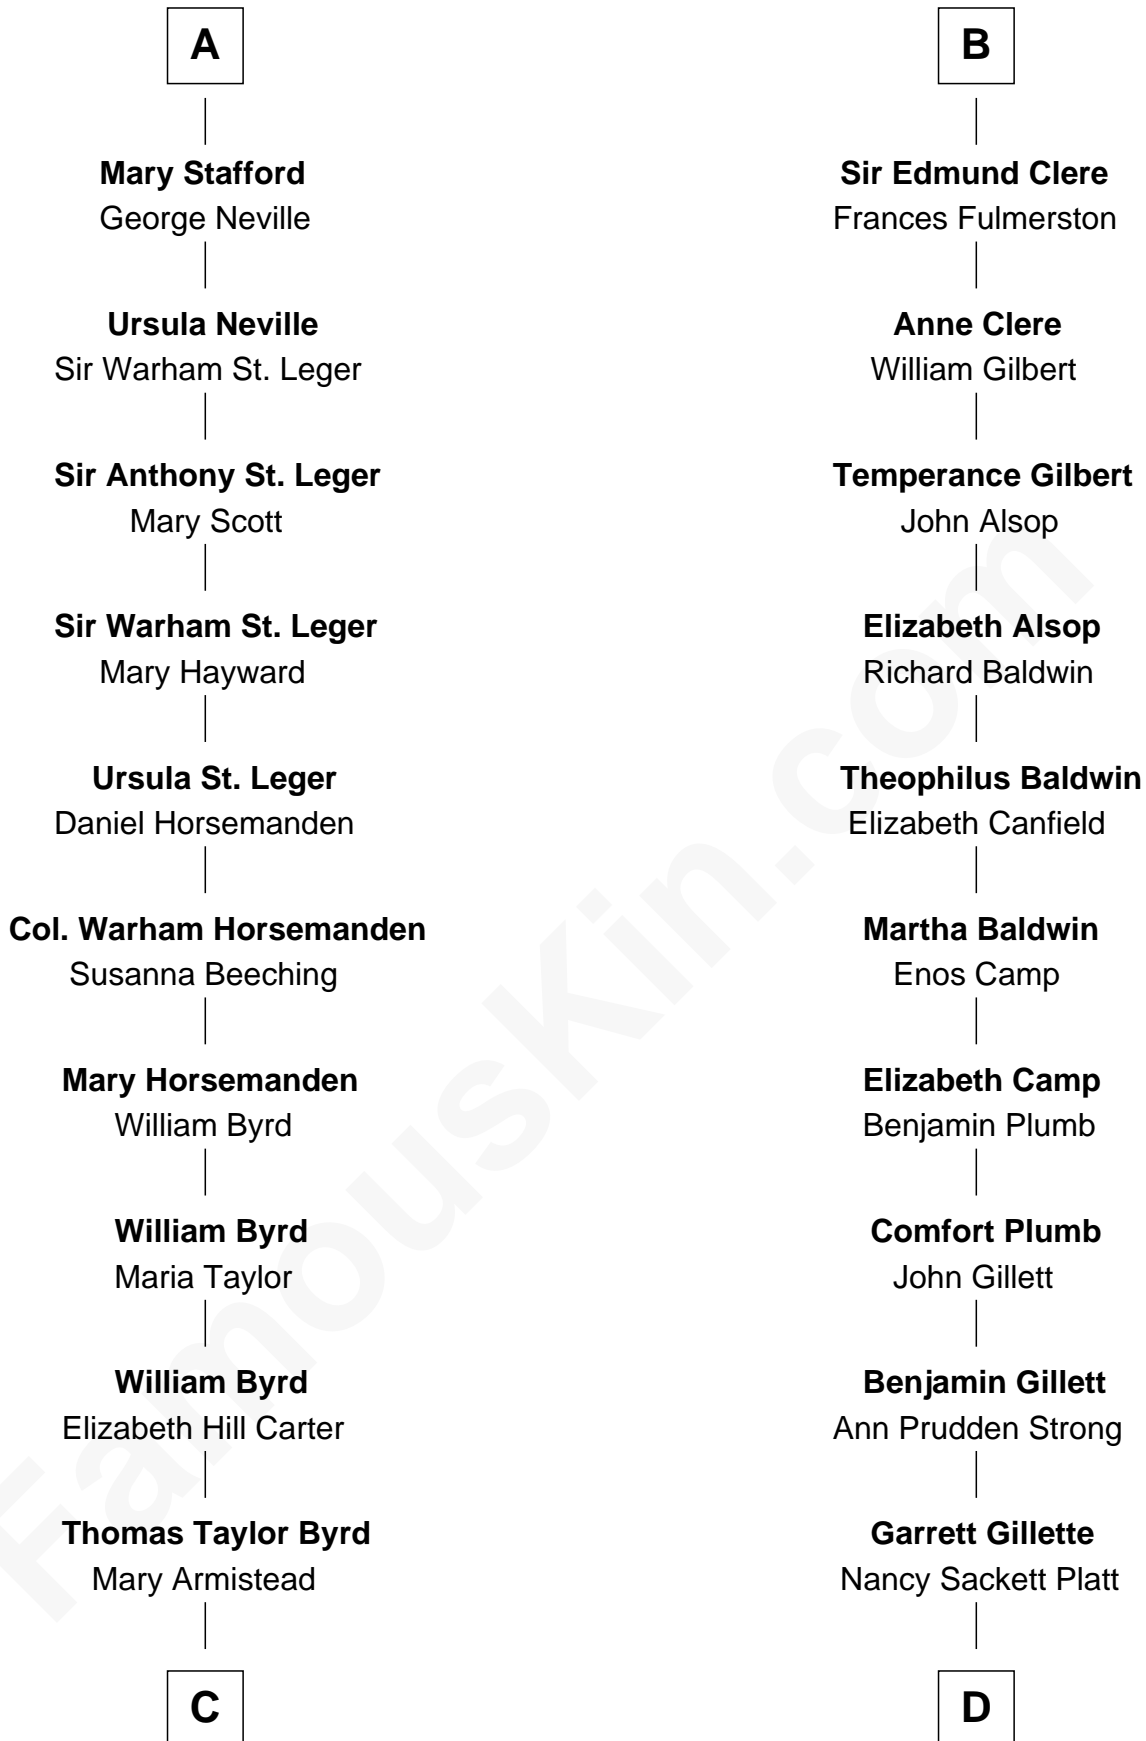 A
Mary Stafford
George Neville
Ursula Neville
Sir Warham St. Leger
Sir Anthony St. Leger
Mary Scott
Sir Warham St. Leger
Mary Hayward
Ursula St. Leger
Daniel Horsemanden
Col. Warham Horsemanden
Susanna Beeching
Mary Horsemanden
William Byrd
William Byrd
Maria Taylor
William Byrd
Elizabeth Hill Carter
Thomas Taylor Byrd
Mary Armistead
C
B
Sir Edmund Clere
Frances Fulmerston
Anne Clere
William Gilbert
Temperance Gilbert
John Alsop
Elizabeth Alsop
Richard Baldwin
Theophilus Baldwin
Elizabeth Canfield
Martha Baldwin
Enos Camp
Elizabeth Camp
Benjamin Plumb
Comfort Plumb
John Gillett
Benjamin Gillett
Ann Prudden Strong
Garrett Gillette
Nancy Sackett Platt
D
FamousKin.com